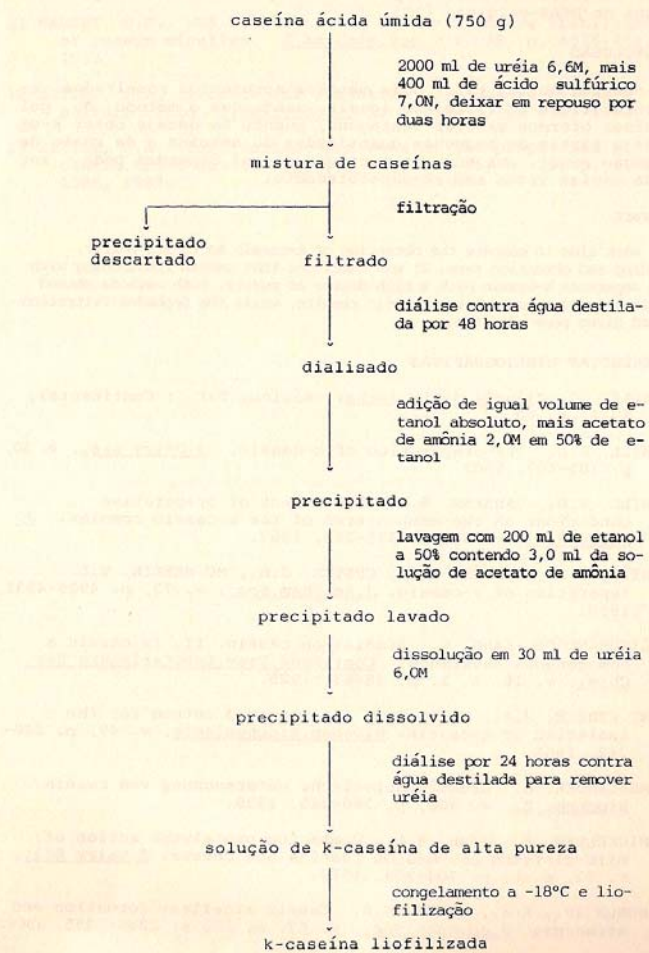 caseína ácida úmida (750 g)
2000 ml de uréia 6,6M, mais
400 ml de ácido sulfúrico
7,0N, deixar em repouso por
duas horas
mistura de caseínas
filtração
precipitado
descartado
filtrado
diálise contra água destila-
da por 48 horas
dialisado
adição de igual volume de e-
tanol absoluto, mais acetato
de amônia 2,0M em 50% de e-
tanol
precipitado
lavagem com 200 ml de etanol
a 50% contendo 3,0 ml da so-
lução de acetato de amônia
precipitado lavado
dissolução em 30 ml de uréia
6,0M
precipitado dissolvido
diálise por 24 horas contra
água destilada para remover
uréia
solução de k-caseína de alta pureza
congelamento a -18ºC e lio-
filização
k-caseína liofilizada